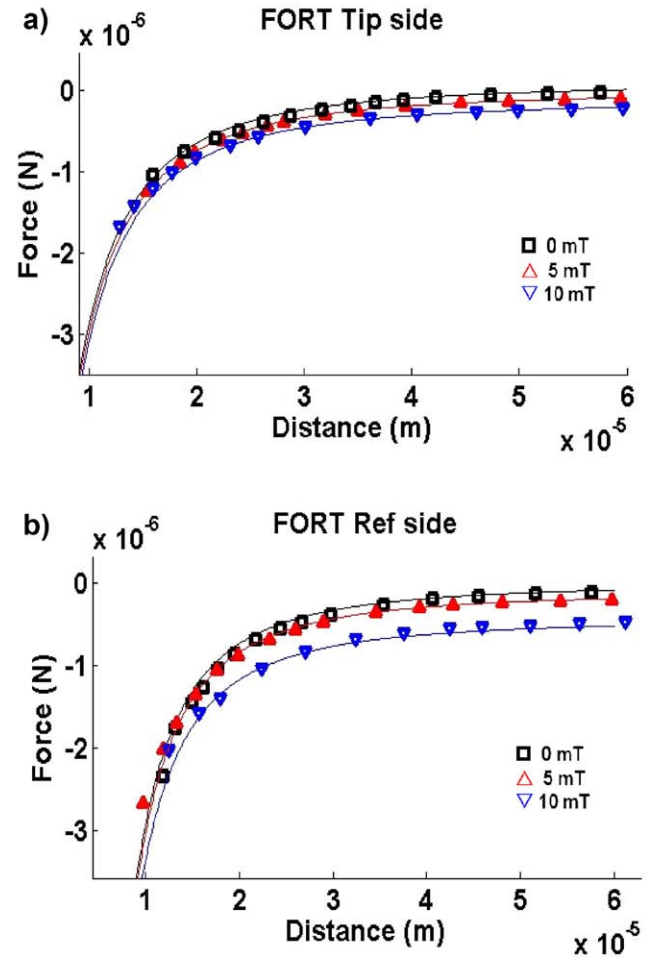 a)
FORT Tip side
x 10⁻⁶
0
-1
-2
-3
Force (N)
0 mT
5 mT
10 mT
1 2 3 4 5 6
Distance (m)
x 10⁻⁵
b)
FORT Ref side
x 10⁻⁶
0
-1
-2
-3
Force (N)
0 mT
5 mT
10 mT
1 2 3 4 5 6
Distance (m)
x 10⁻⁵